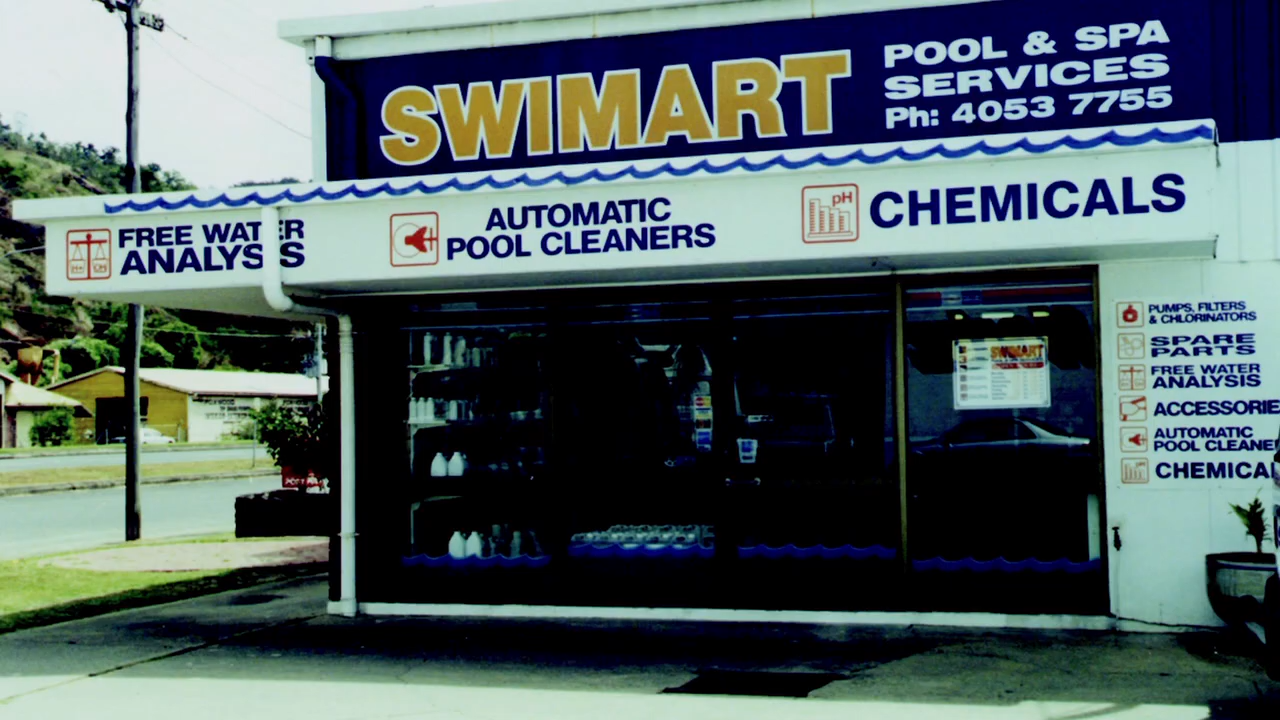 SWIMART
POOL & SPA
SERVICES
Ph: 4053 7755
FREE WATER
ANALYSIS
AUTOMATIC
POOL CLEANERS
pH
CHEMICALS
PUMPS, FILTERS
& CHLORINATORS
SPARE
PARTS
FREE WATER
ANALYSIS
ACCESSORIE
AUTOMATIC
POOL CLEANE
CHEMICA
SWIMART